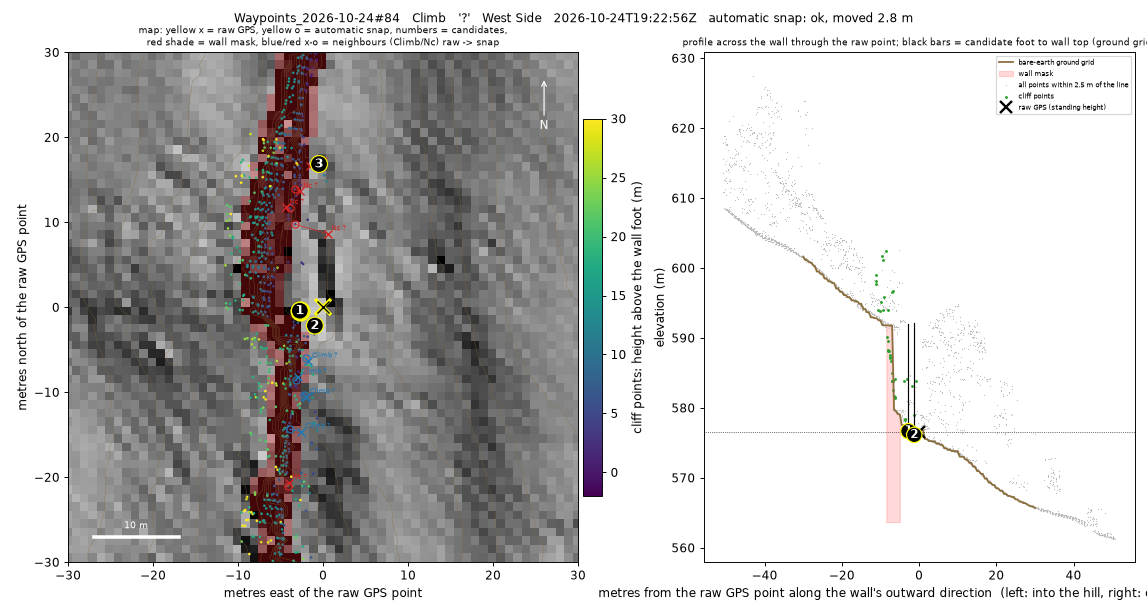 Waypoints_2026-10-24#84 Climb '?' West Side 2026-10-24T19:22:56Z automatic snap: ok, moved 2.8 m
map: yellow x = raw GPS, yellow o = automatic snap, numbers = candidates,
red shade = wall mask, blue/red x-o = neighbours (Climb/Nc) raw -> snap
profile across the wall through the raw point; black bars = candidate foot to wall top (ground gri
30
20
10
0
−10
−20
−30
−30
−20
−10
0
10
20
30
metres north of the raw GPS point
metres east of the raw GPS point
N
10 m
1
2
3
Climb ?
30
25
20
15
10
5
0
cliff points: height above the wall foot (m)
630
620
610
600
590
580
570
560
elevation (m)
bare-earth ground grid
wall mask
all points within 2.5 m of the line
cliff points
raw GPS (standing height)
2
−40
−20
0
20
40
metres from the raw GPS point along the wall's outward direction (left: into the hill, right: